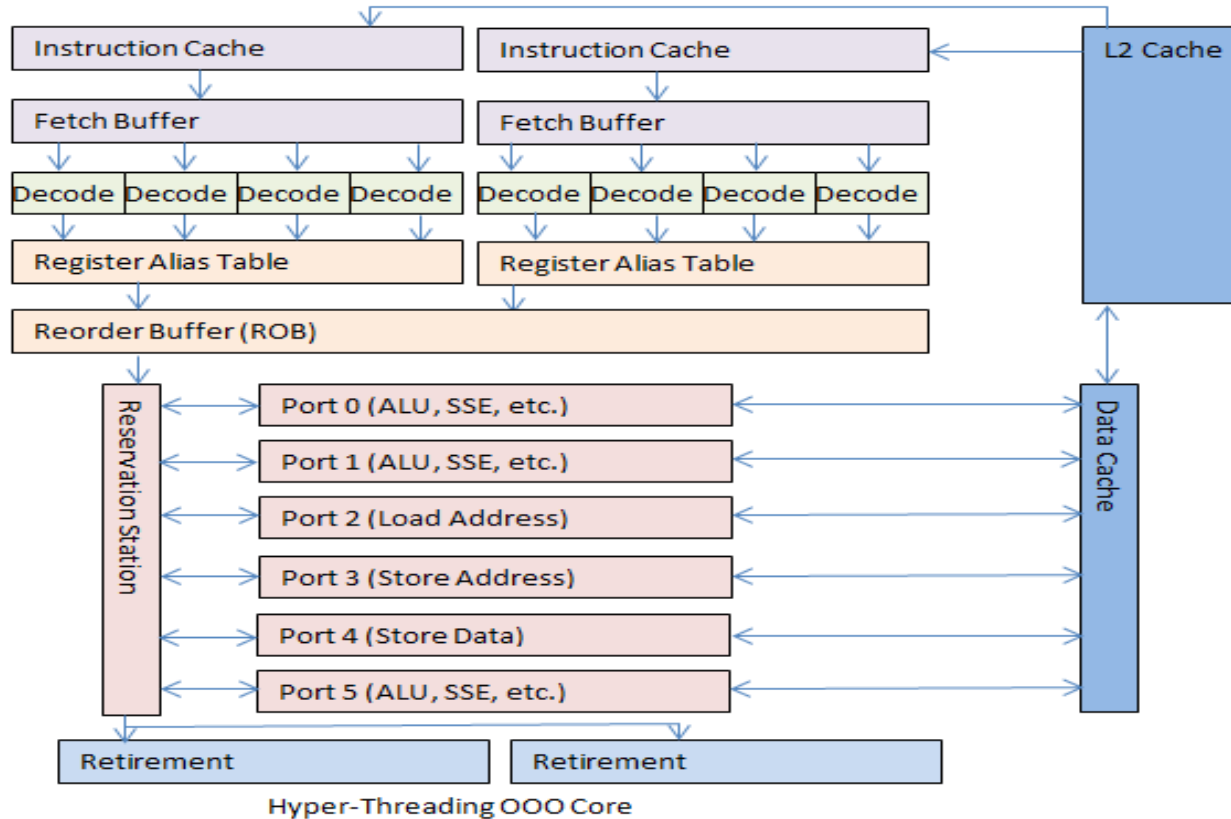 Instruction Cache
Instruction Cache
L2 Cache
Fetch Buffer
Fetch Buffer
Decode Decode Decode Decode
Decode Decode Decode Decode
Register Alias Table
Register Alias Table
Reorder Buffer (ROB)
Reservation Station
Port 0 (ALU, SSE, etc.)
Port 1 (ALU, SSE, etc.)
Port 2 (Load Address)
Port 3 (Store Address)
Port 4 (Store Data)
Port 5 (ALU, SSE, etc.)
Data Cache
Retirement
Retirement
Hyper-Threading OOO Core